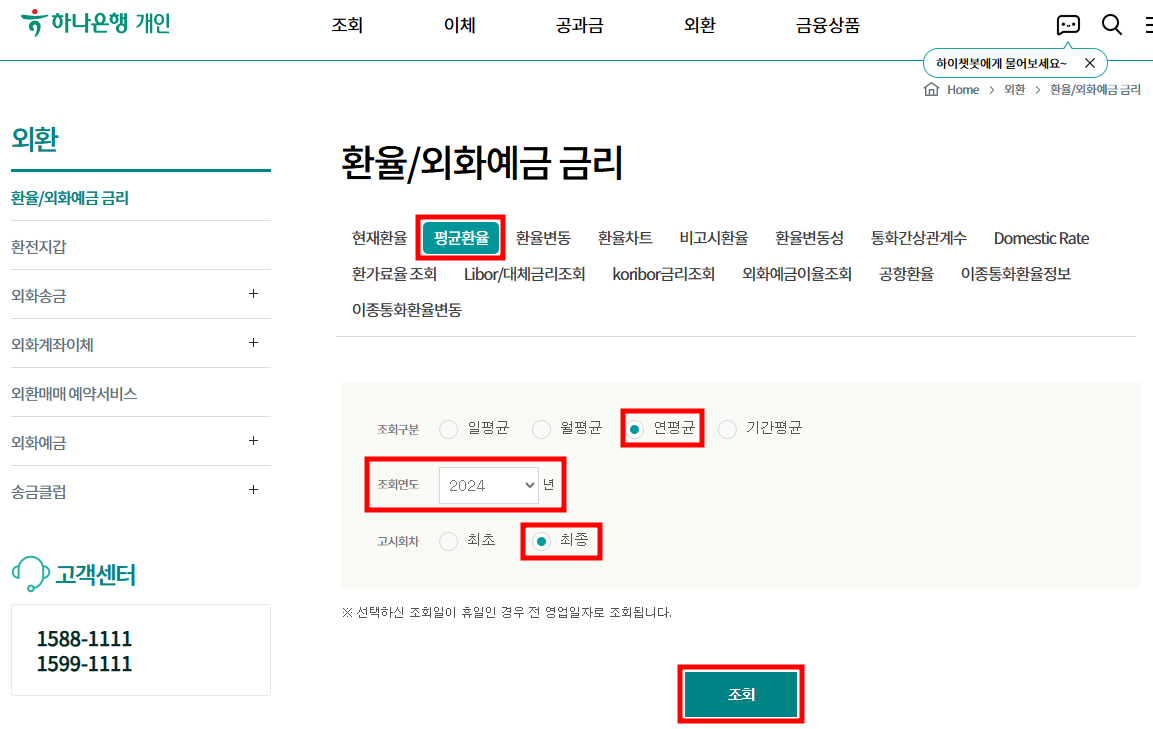 하나은행 개인
조회 이체 공과금 외환 금융상품
하이챗봇에게 물어보세요~
Home > 외환 > 환율/외화예금 금리
외환
환율/외화예금 금리
환전지갑
외화송금 +
외화계좌이체 +
외환매매 예약서비스
외화예금 +
송금클럽 +
고객센터
1588-1111
1599-1111
환율/외화예금 금리
현재환율 평균환율 환율변동 환율차트 비고시환율 환율변동성 통화간상관계수 Domestic Rate
환가료율 조회 Libor/대체금리조회 koribor금리조회 외화예금이율조회 공항환율 이종통화환율정보
이종통화환율변동
조회구분 일평균 월평균 연평균 기간평균
조회연도 2024 년
고시회차 최초 최종
※ 선택하신 조회일이 휴일인 경우 전 영업일자로 조회됩니다.
조회